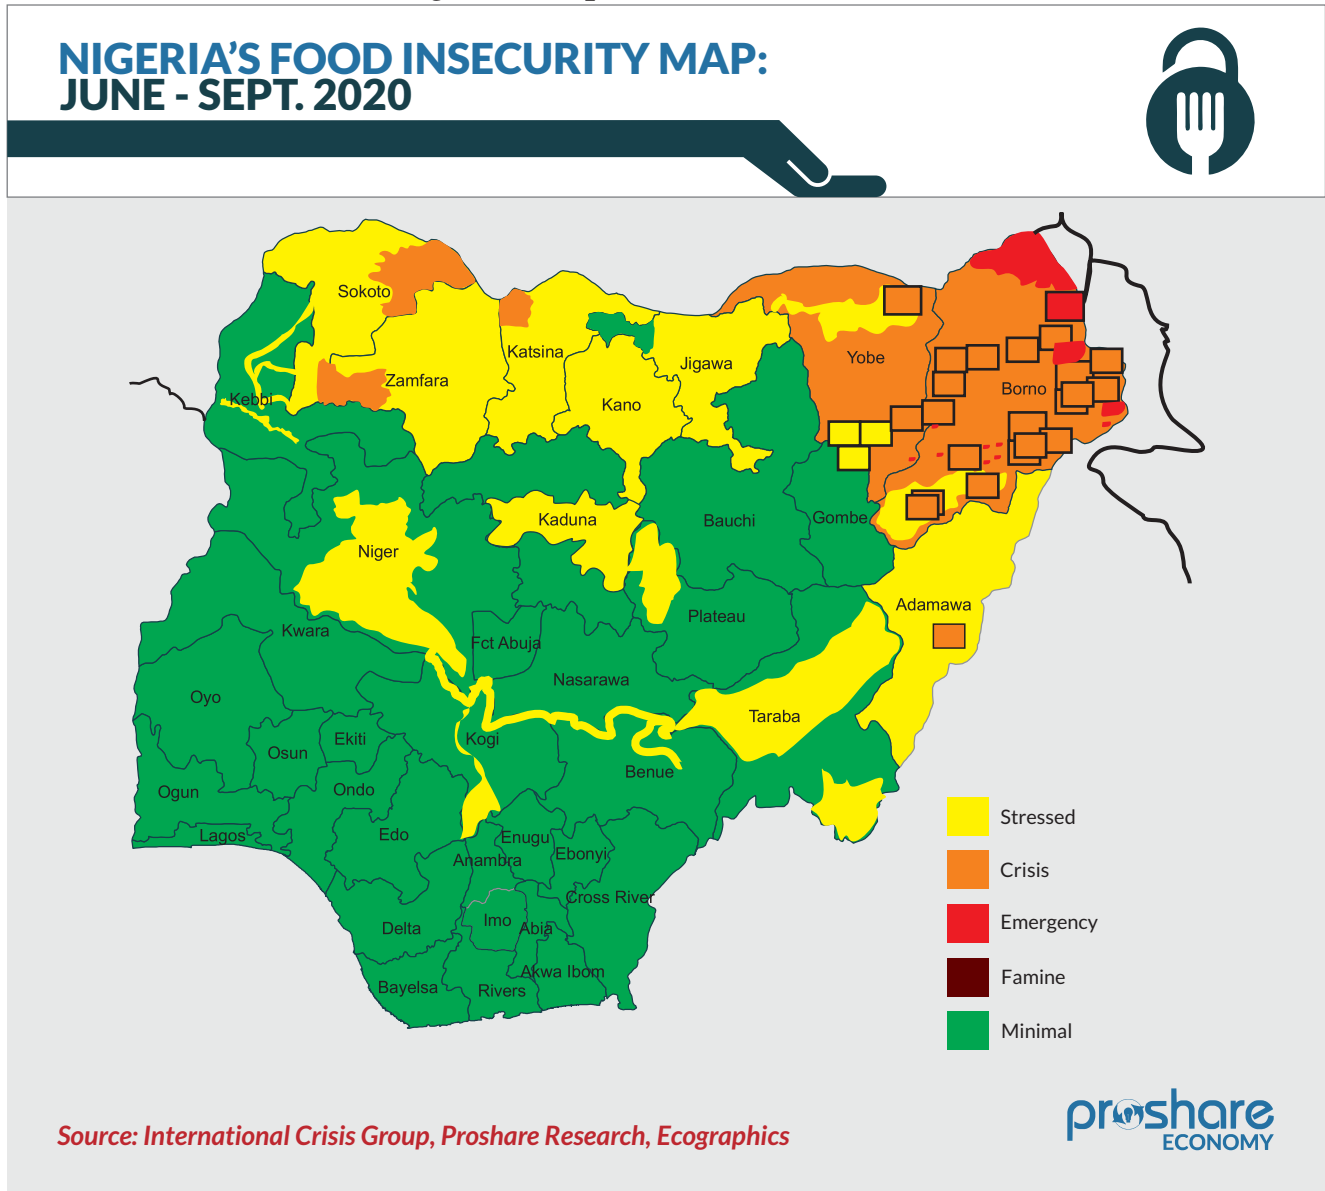 NIGERIA'S FOOD INSECURITY MAP:
JUNE - SEPT. 2020
Sokoto
Katsina
Jigawa
Yobe
Borno
Zamfara
Kebbi
Kano
Kaduna
Bauchi
Gombe
Niger
Adamawa
Plateau
Kwara
Fct Abuja
Nasarawa
Oyo
Taraba
Osun
Ekiti
Kogi
Benue
Ogun
Ondo
Lagos
Edo
Enugu
Anambra
Ebonyi
Cross River
Delta
Imo
Abia
Akwa Ibom
Bayelsa
Rivers
Stressed
Crisis
Emergency
Famine
Minimal
Source: International Crisis Group, Proshare Research, Ecographics
proshare
ECONOMY